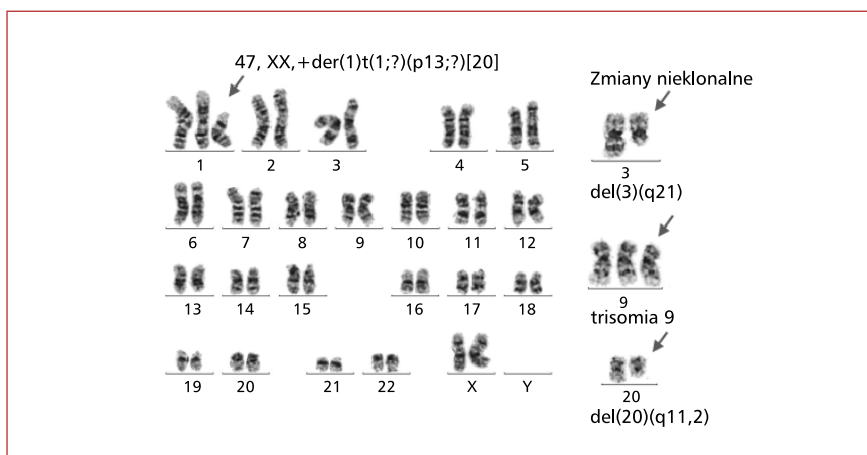 47, XX,+der(1)t(1;?)(p13;?)[20]
1 2 3 4 5
6 7 8 9 10 11 12
13 14 15 16 17 18
19 20 21 22 X Y
Zmiany nieklonalne
3
del(3)(q21)
9
trisomia 9
20
del(20)(q11,2)